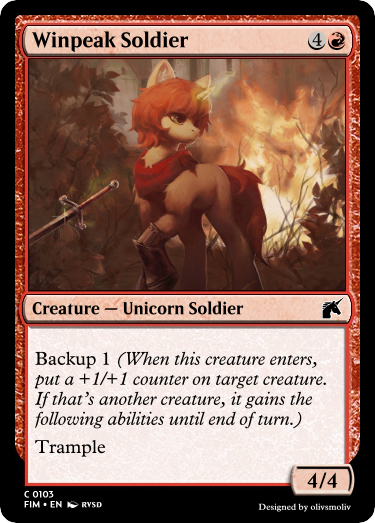 Winpeak Soldier 4
Creature — Unicorn Soldier
Backup 1 (When this creature enters,
put a +1/+1 counter on target creature.
If that's another creature, it gains the
following abilities until end of turn.)
Trample
4/4
C 0103
FIM • EN RVSD
Designed by olivsmoliv